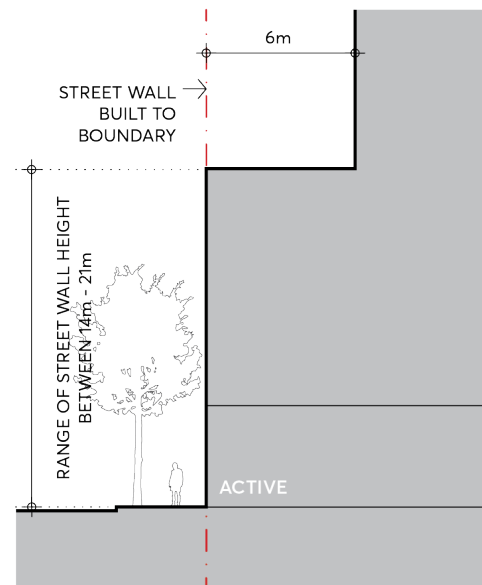 6m
STREET WALL
BUILT TO
BOUNDARY
RANGE OF STREET WALL HEIGHT
BETWEEN 14m - 21m
ACTIVE